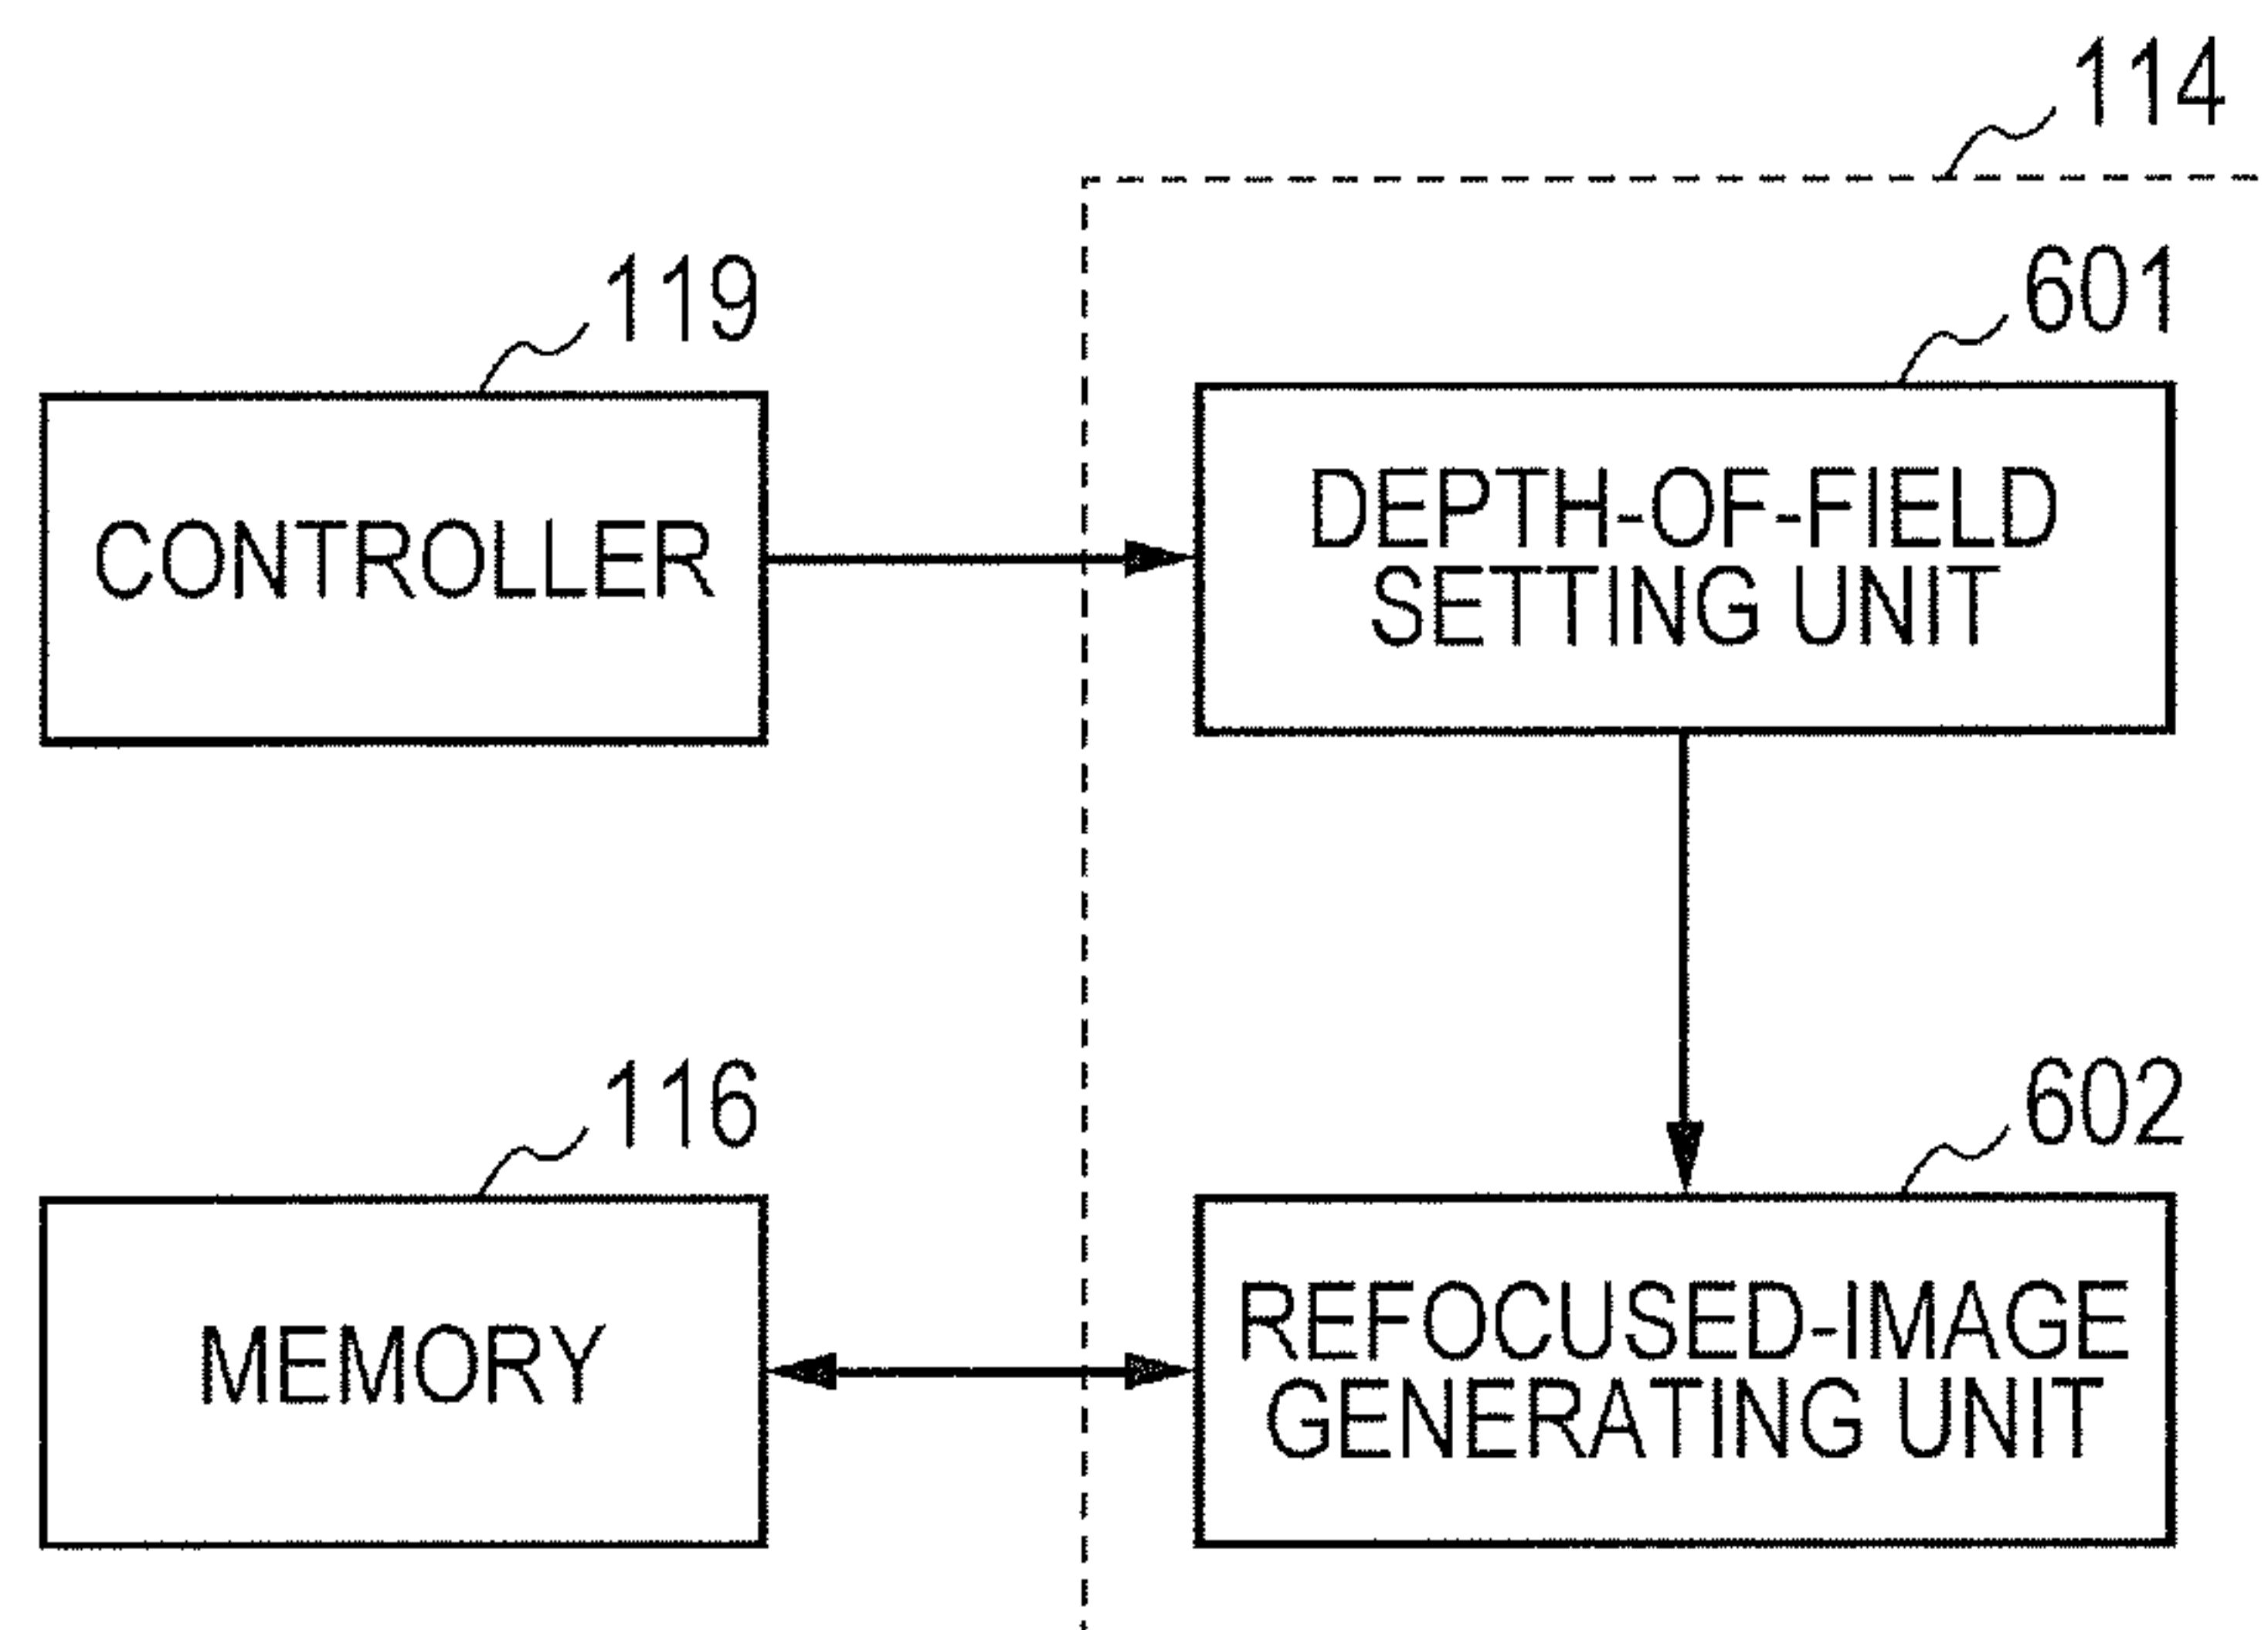 114
119
601
CONTROLLER
DEPTH-OF-FIELD
SETTING UNIT
116
602
MEMORY
REFOCUSED-IMAGE
GENERATING UNIT